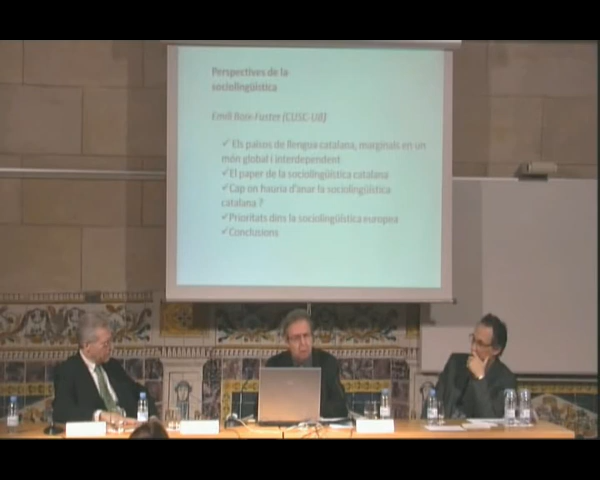 Perspectives de la
sociolingüística
Emili Boix-Fuster (CUSC-UB)
✓ Els països de llengua catalana, marginals en un
món global i interdependent
✓El paper de la sociolingüística catalana
✓Cap on hauria d'anar la sociolingüística
catalana ?
✓Prioritats dins la sociolingüística europea
✓Conclusions